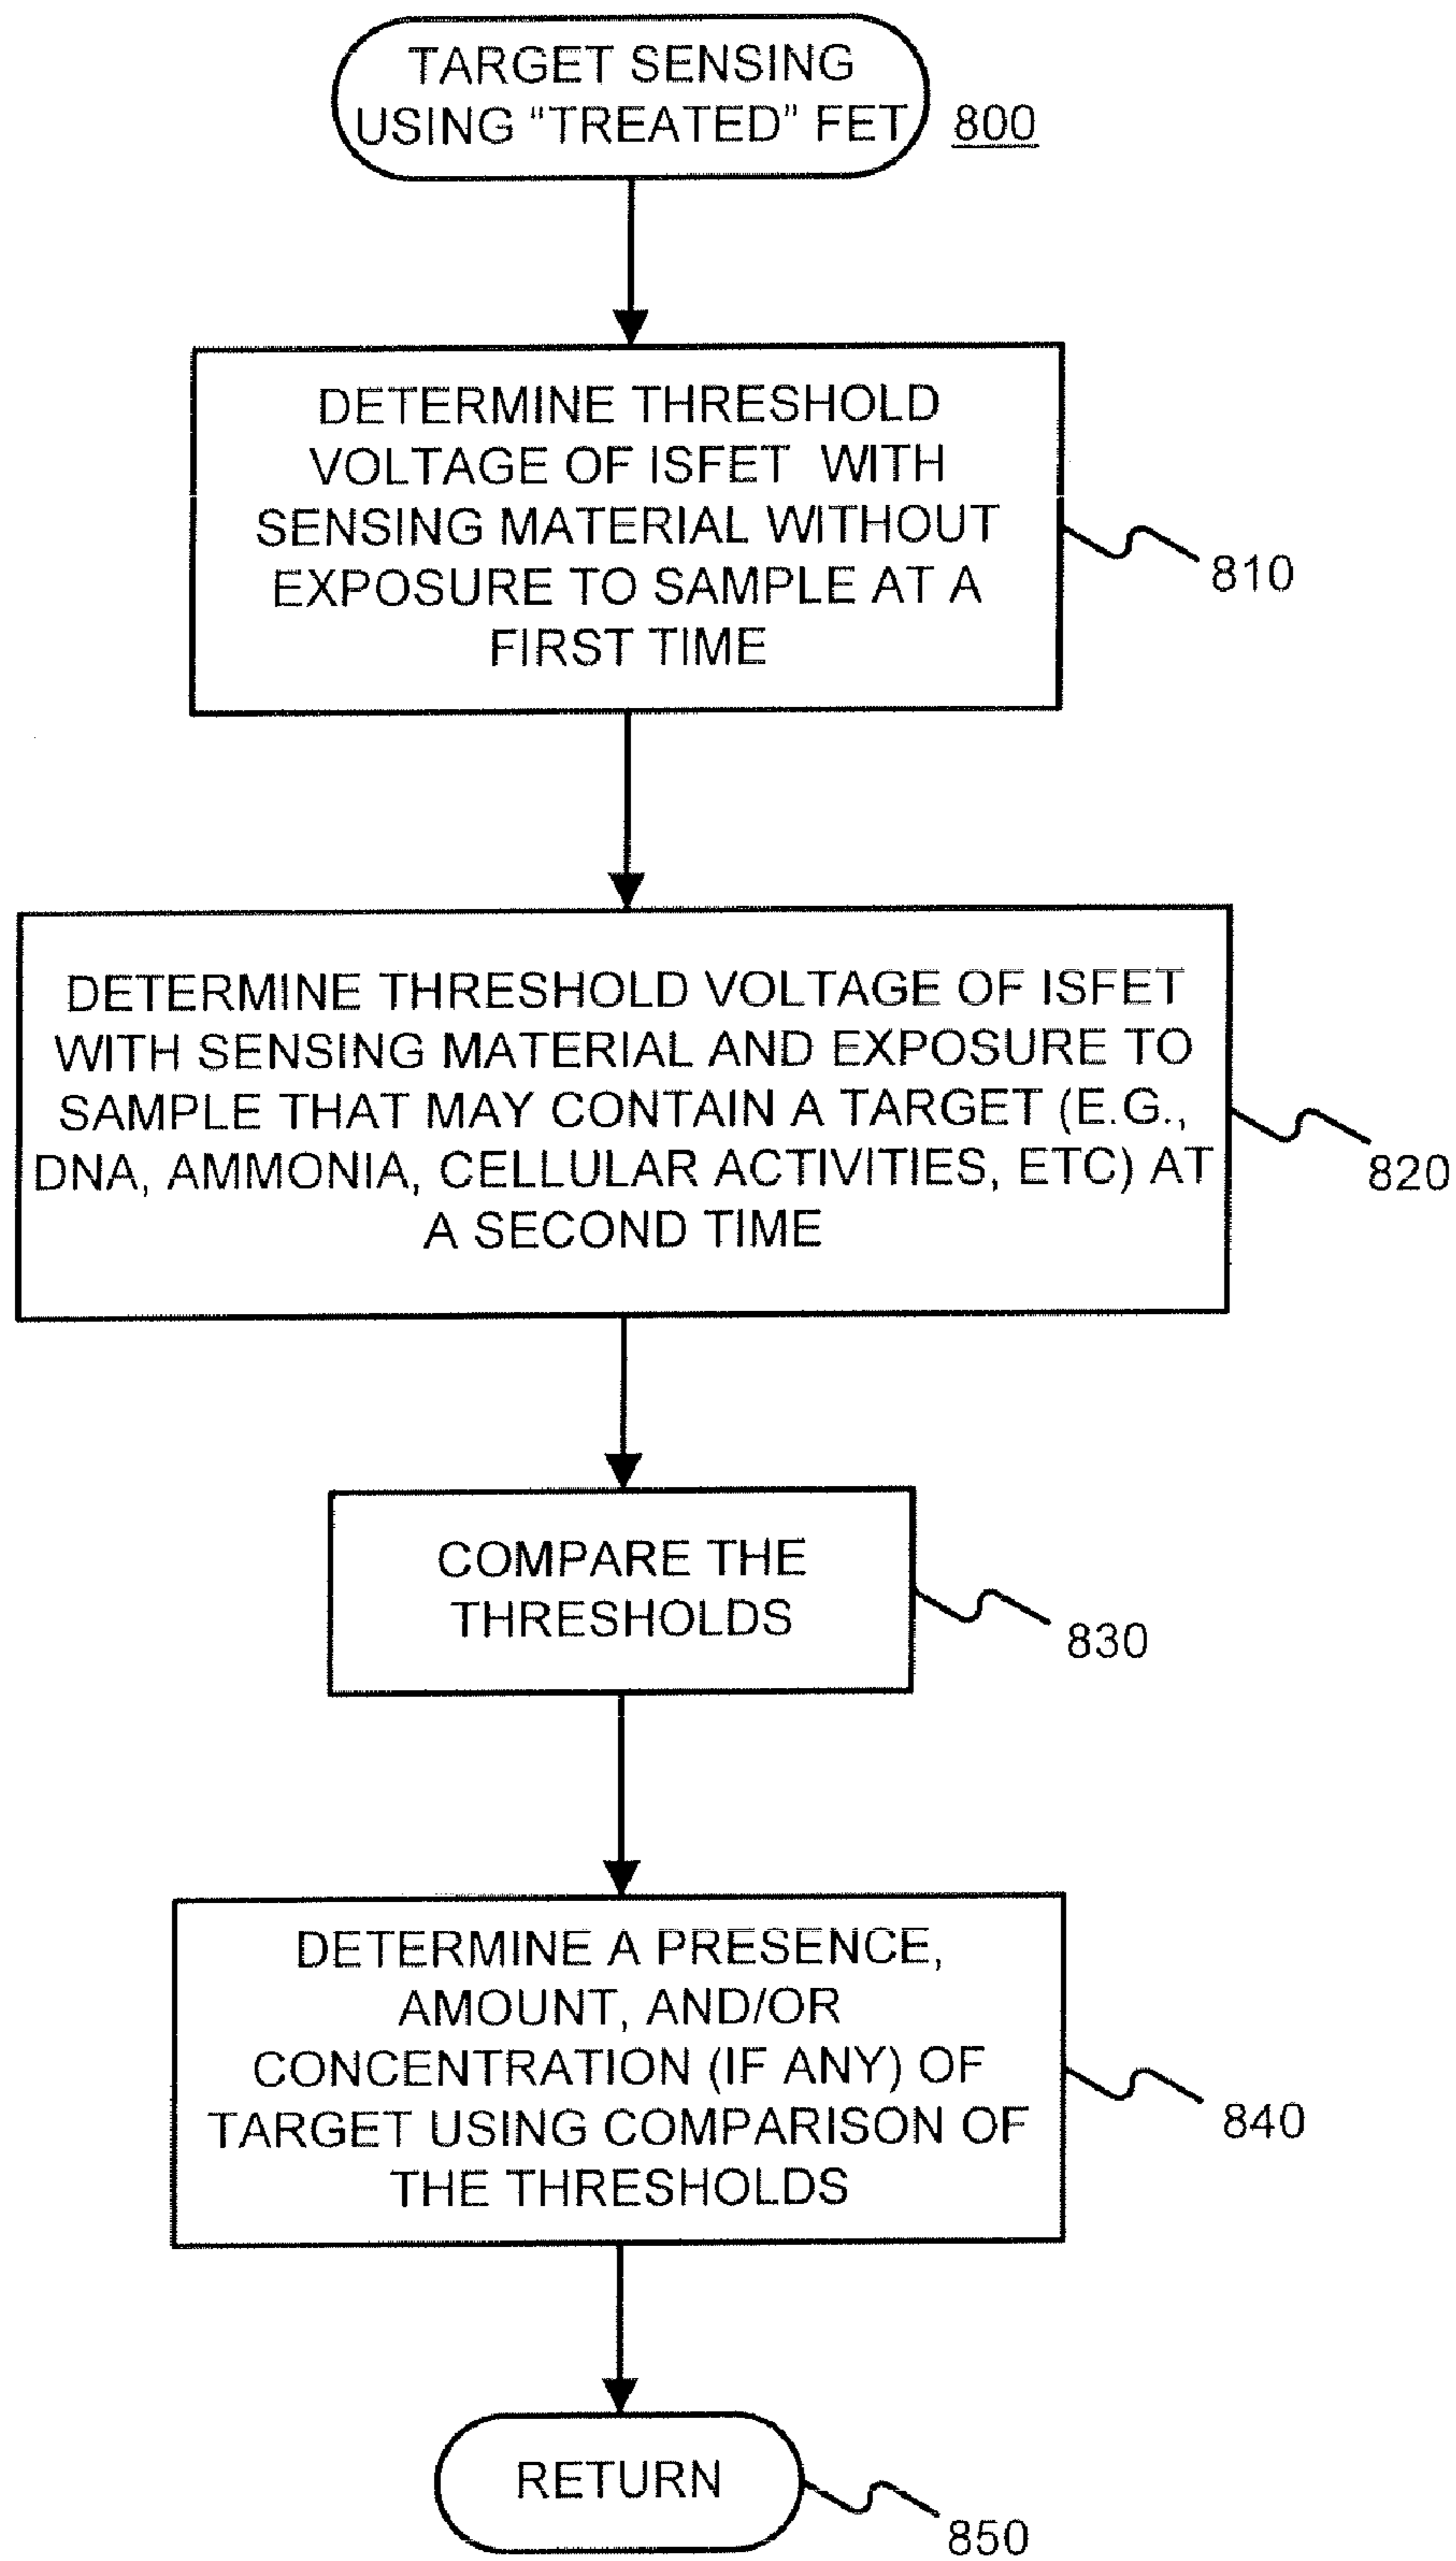 TARGET SENSING
USING “TREATED” FET
800
DETERMINE THRESHOLD
VOLTAGE OF ISFET WITH
SENSING MATERIAL WITHOUT
EXPOSURE TO SAMPLE AT A
FIRST TIME
810
DETERMINE THRESHOLD VOLTAGE OF ISFET
WITH SENSING MATERIAL AND EXPOSURE TO
SAMPLE THAT MAY CONTAIN A TARGET (E.G.,
DNA, AMMONIA, CELLULAR ACTIVITIES, ETC) AT
A SECOND TIME
820
COMPARE THE
THRESHOLDS
830
DETERMINE A PRESENCE,
AMOUNT, AND/OR
CONCENTRATION (IF ANY) OF
TARGET USING COMPARISON OF
THE THRESHOLDS
840
RETURN
850